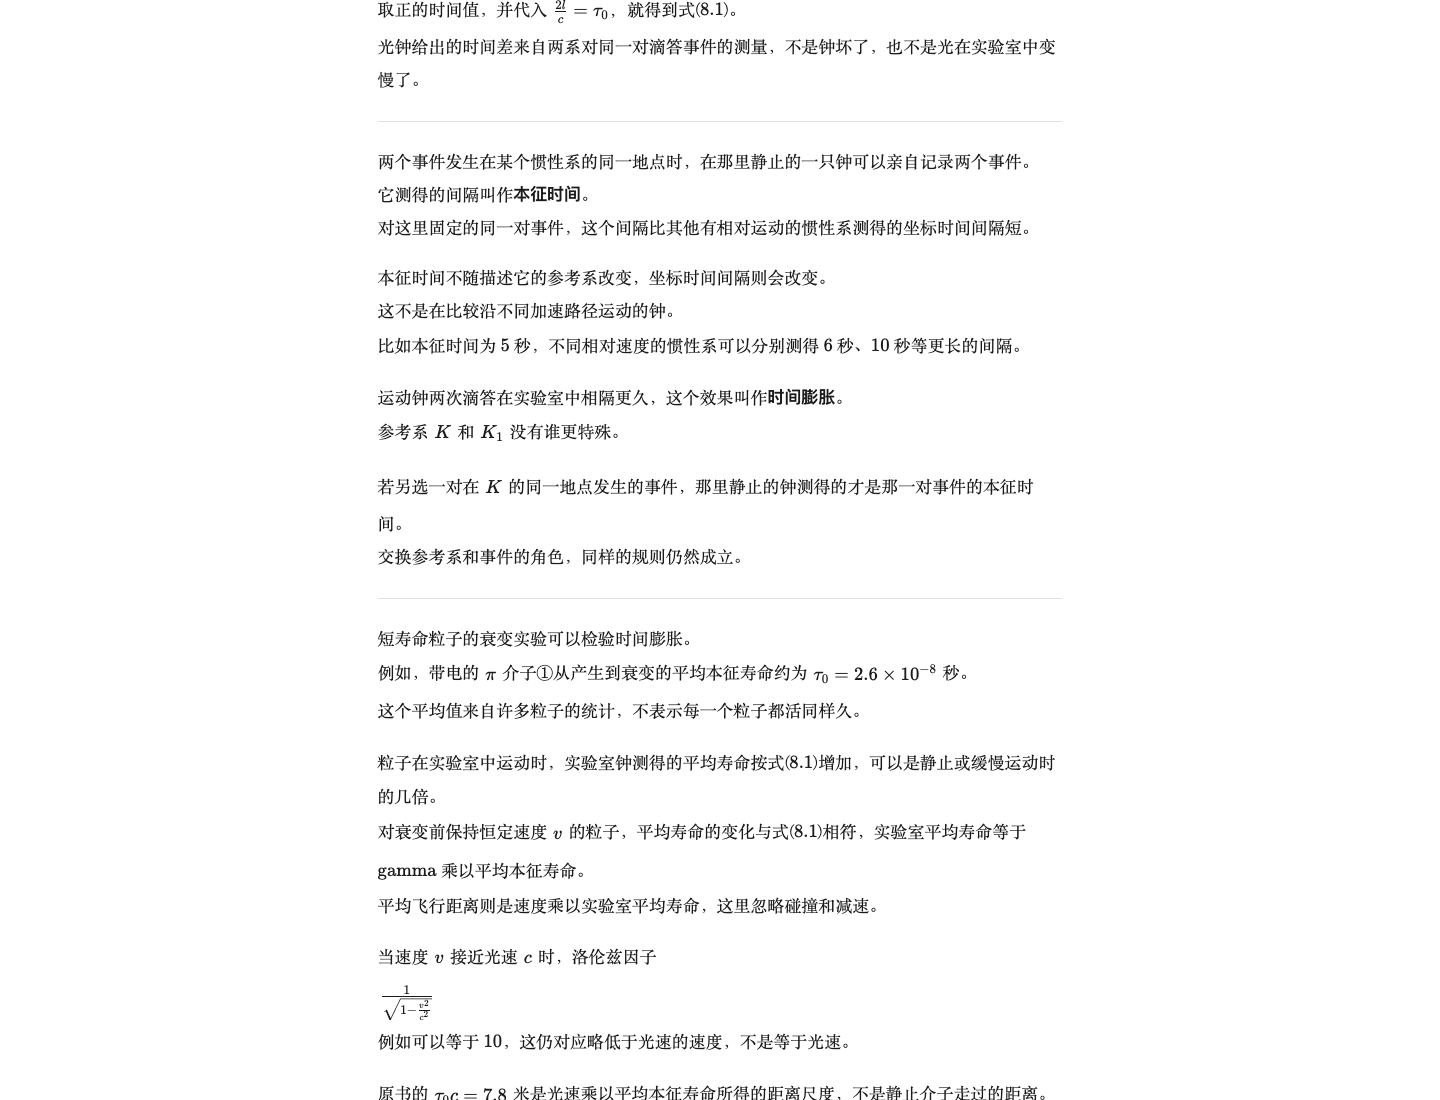 取正的时间值，并代入 2l/c = τ₀，就得到式(8.1)。
光钟给出的时间差来自两系对同一对滴答事件的测量，不是钟坏了，也不是光在实验室中变
慢了。
两个事件发生在某个惯性系的同一地点时，在那里静止的一只钟可以亲自记录两个事件。
它测得的间隔叫作本征时间。
对这里固定的同一对事件，这个间隔比其他有相对运动的惯性系测得的坐标时间间隔短。
本征时间不随描述它的参考系改变，坐标时间间隔则会改变。
这不是在比较沿不同加速路径运动的钟。
比如本征时间为 5 秒，不同相对速度的惯性系可以分别测得 6 秒、10 秒等更长的间隔。
运动钟两次滴答在实验室中相隔更久，这个效果叫作时间膨胀。
参考系 K 和 K₁ 没有谁更特殊。
若另选一对在 K 的同一地点发生的事件，那里静止的钟测得的才是那一对事件的本征时
间。
交换参考系和事件的角色，同样的规则仍然成立。
短寿命粒子的衰变实验可以检验时间膨胀。
例如，带电的 π 介子①从产生到衰变的平均本征寿命约为 τ₀ = 2.6 × 10⁻⁸ 秒。
这个平均值来自许多粒子的统计，不表示每一个粒子都活同样久。
粒子在实验室中运动时，实验室钟测得的平均寿命按式(8.1)增加，可以是静止或缓慢运动时
的几倍。
对衰变前保持恒定速度 v 的粒子，平均寿命的变化与式(8.1)相符，实验室平均寿命等于
gamma 乘以平均本征寿命。
平均飞行距离则是速度乘以实验室平均寿命，这里忽略碰撞和减速。
当速度 v 接近光速 c 时，洛伦兹因子
1/√(1−v²/c²)
例如可以等于 10，这仍对应略低于光速的速度，不是等于光速。
原书的 τ₀c = 7.8 米是光速乘以平均本征寿命所得的距离尺度，不是静止介子走过的距离。